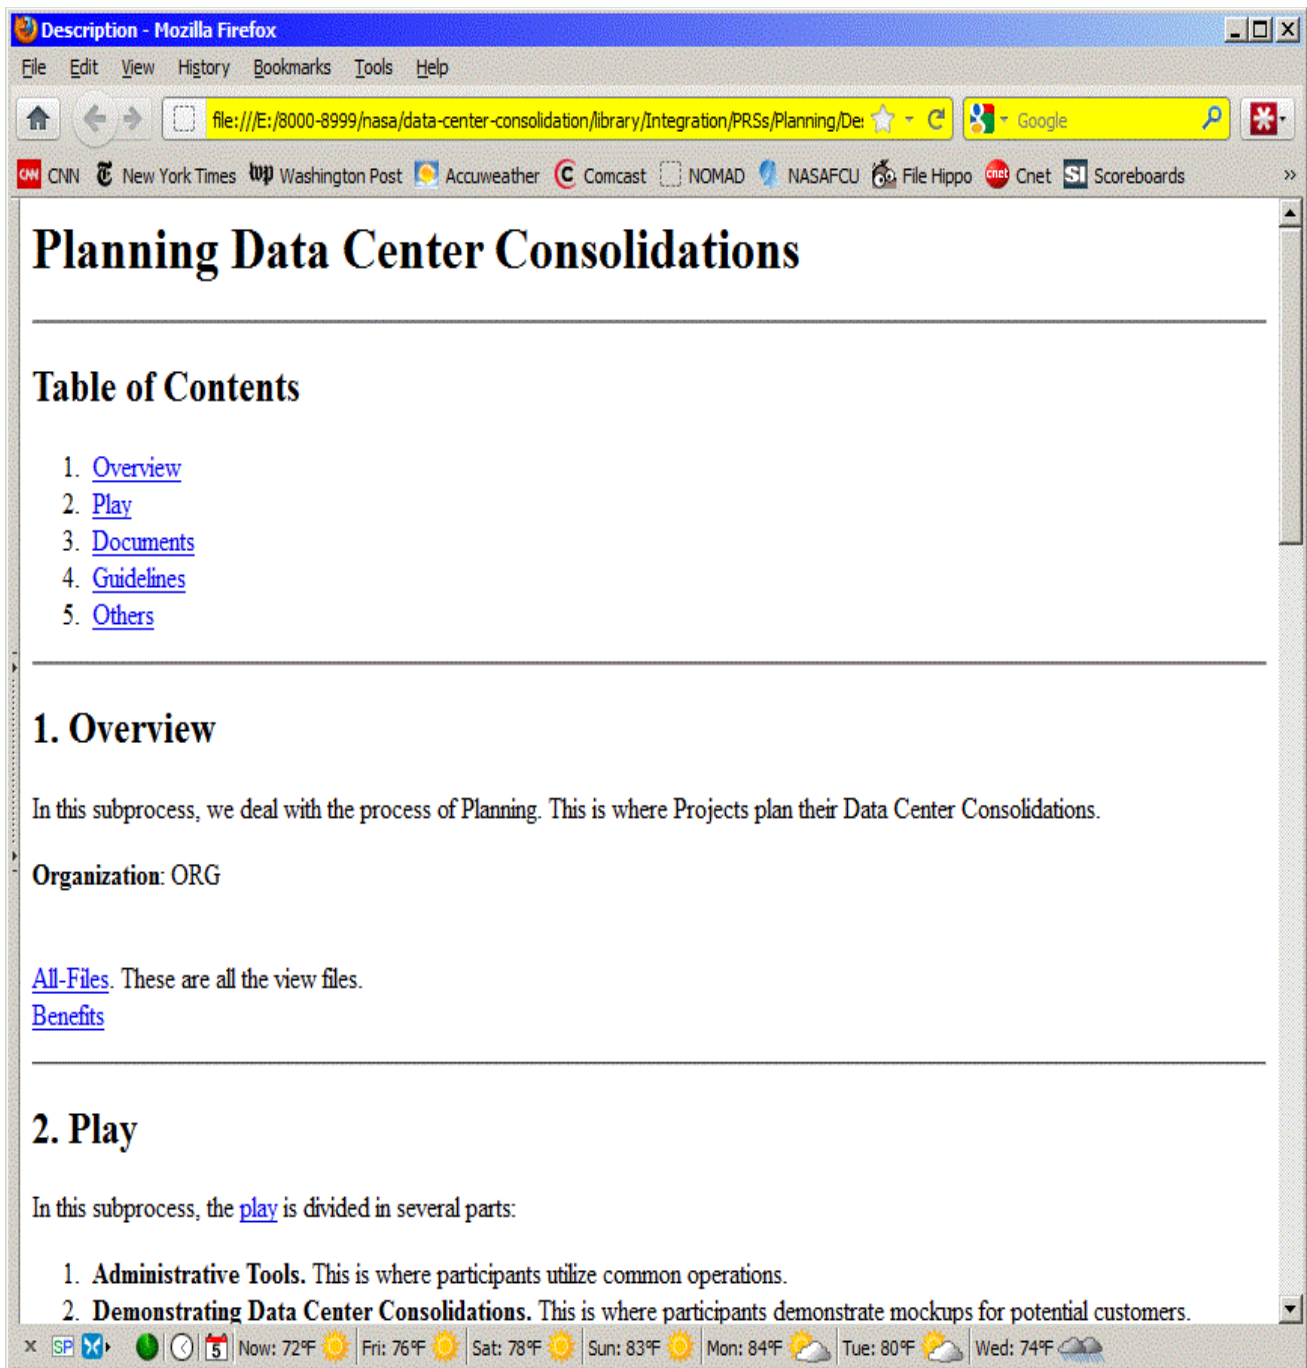 Description - Mozilla Firefox
File Edit View History Bookmarks Tools Help
file:///E:/8000-8999/nasa/data-center-consolidation/library/Integration/PRSs/Planning/De Google
CNN CNN New York Times wp Washington Post Accuweather C Comcast NOMAD NASAFCU File Hippo cnet Cnet SI Scoreboards »
Planning Data Center Consolidations
Table of Contents
1. Overview
2. Play
3. Documents
4. Guidelines
5. Others
1. Overview
In this subprocess, we deal with the process of Planning. This is where Projects plan their Data Center Consolidations.
Organization: ORG
All-Files. These are all the view files.
Benefits
2. Play
In this subprocess, the play is divided in several parts:
1. Administrative Tools. This is where participants utilize common operations.
2. Demonstrating Data Center Consolidations. This is where participants demonstrate mockups for potential customers.
× SP 5 Now: 72°F Fri: 76°F Sat: 78°F Sun: 83°F Mon: 84°F Tue: 80°F Wed: 74°F